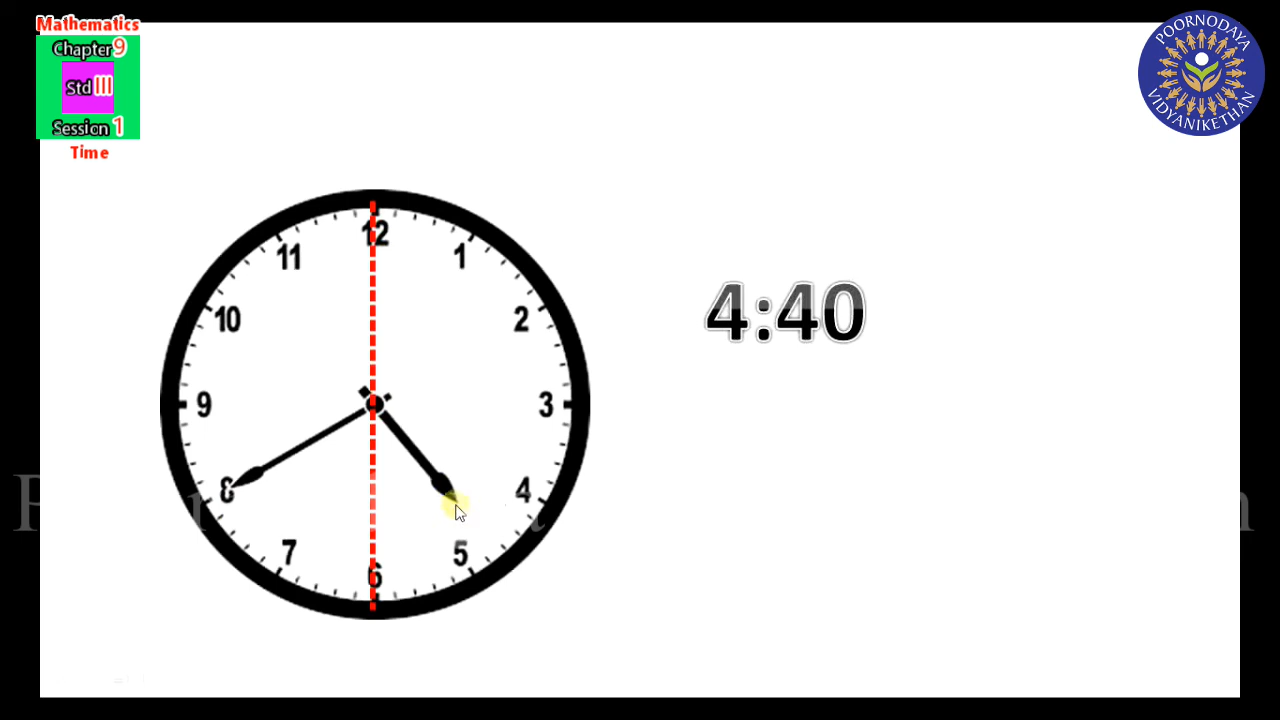 Mathematics
Chapter 9
Std III
Session 1
Time
POORNODAYA
VIDYANIKETHAN
12
11
1
10
2
4:40
9
3
8
4
7
5
6